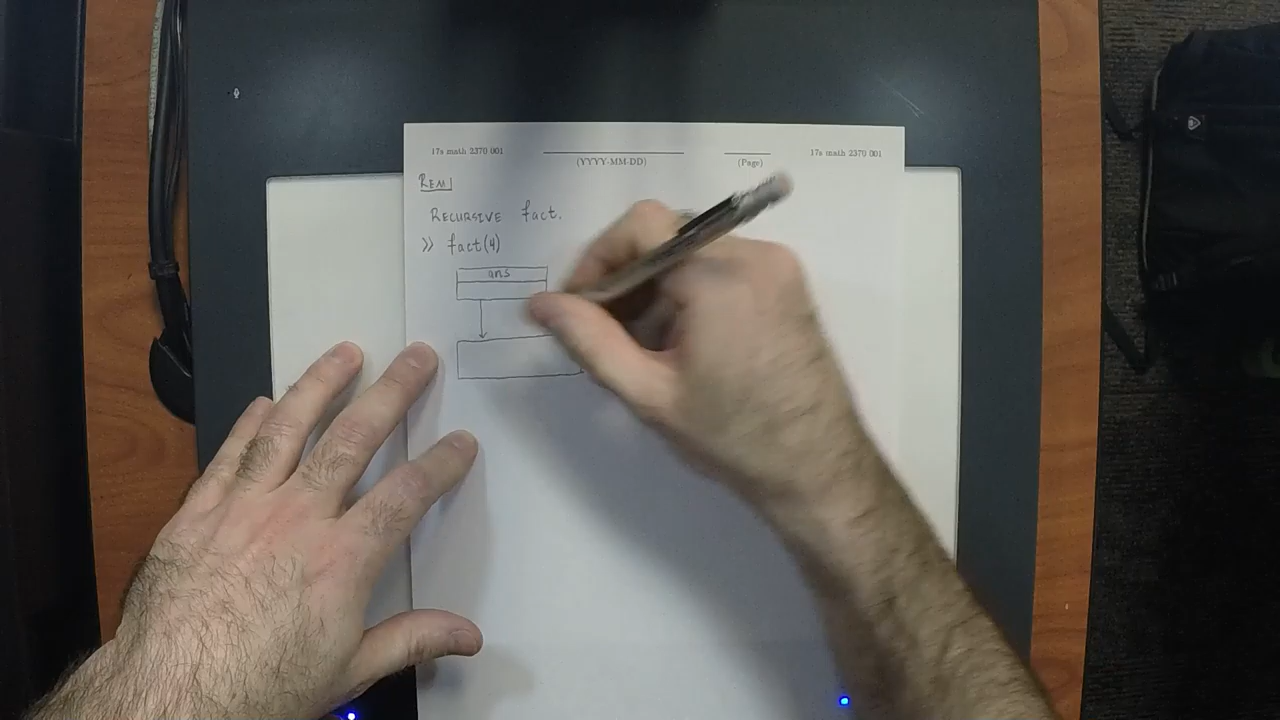 17s math 2370 001 (YYYY-MM-DD) (Page) 17s math 2370 001
REM
RECURSIVE fact.
>> fact(4)
ans